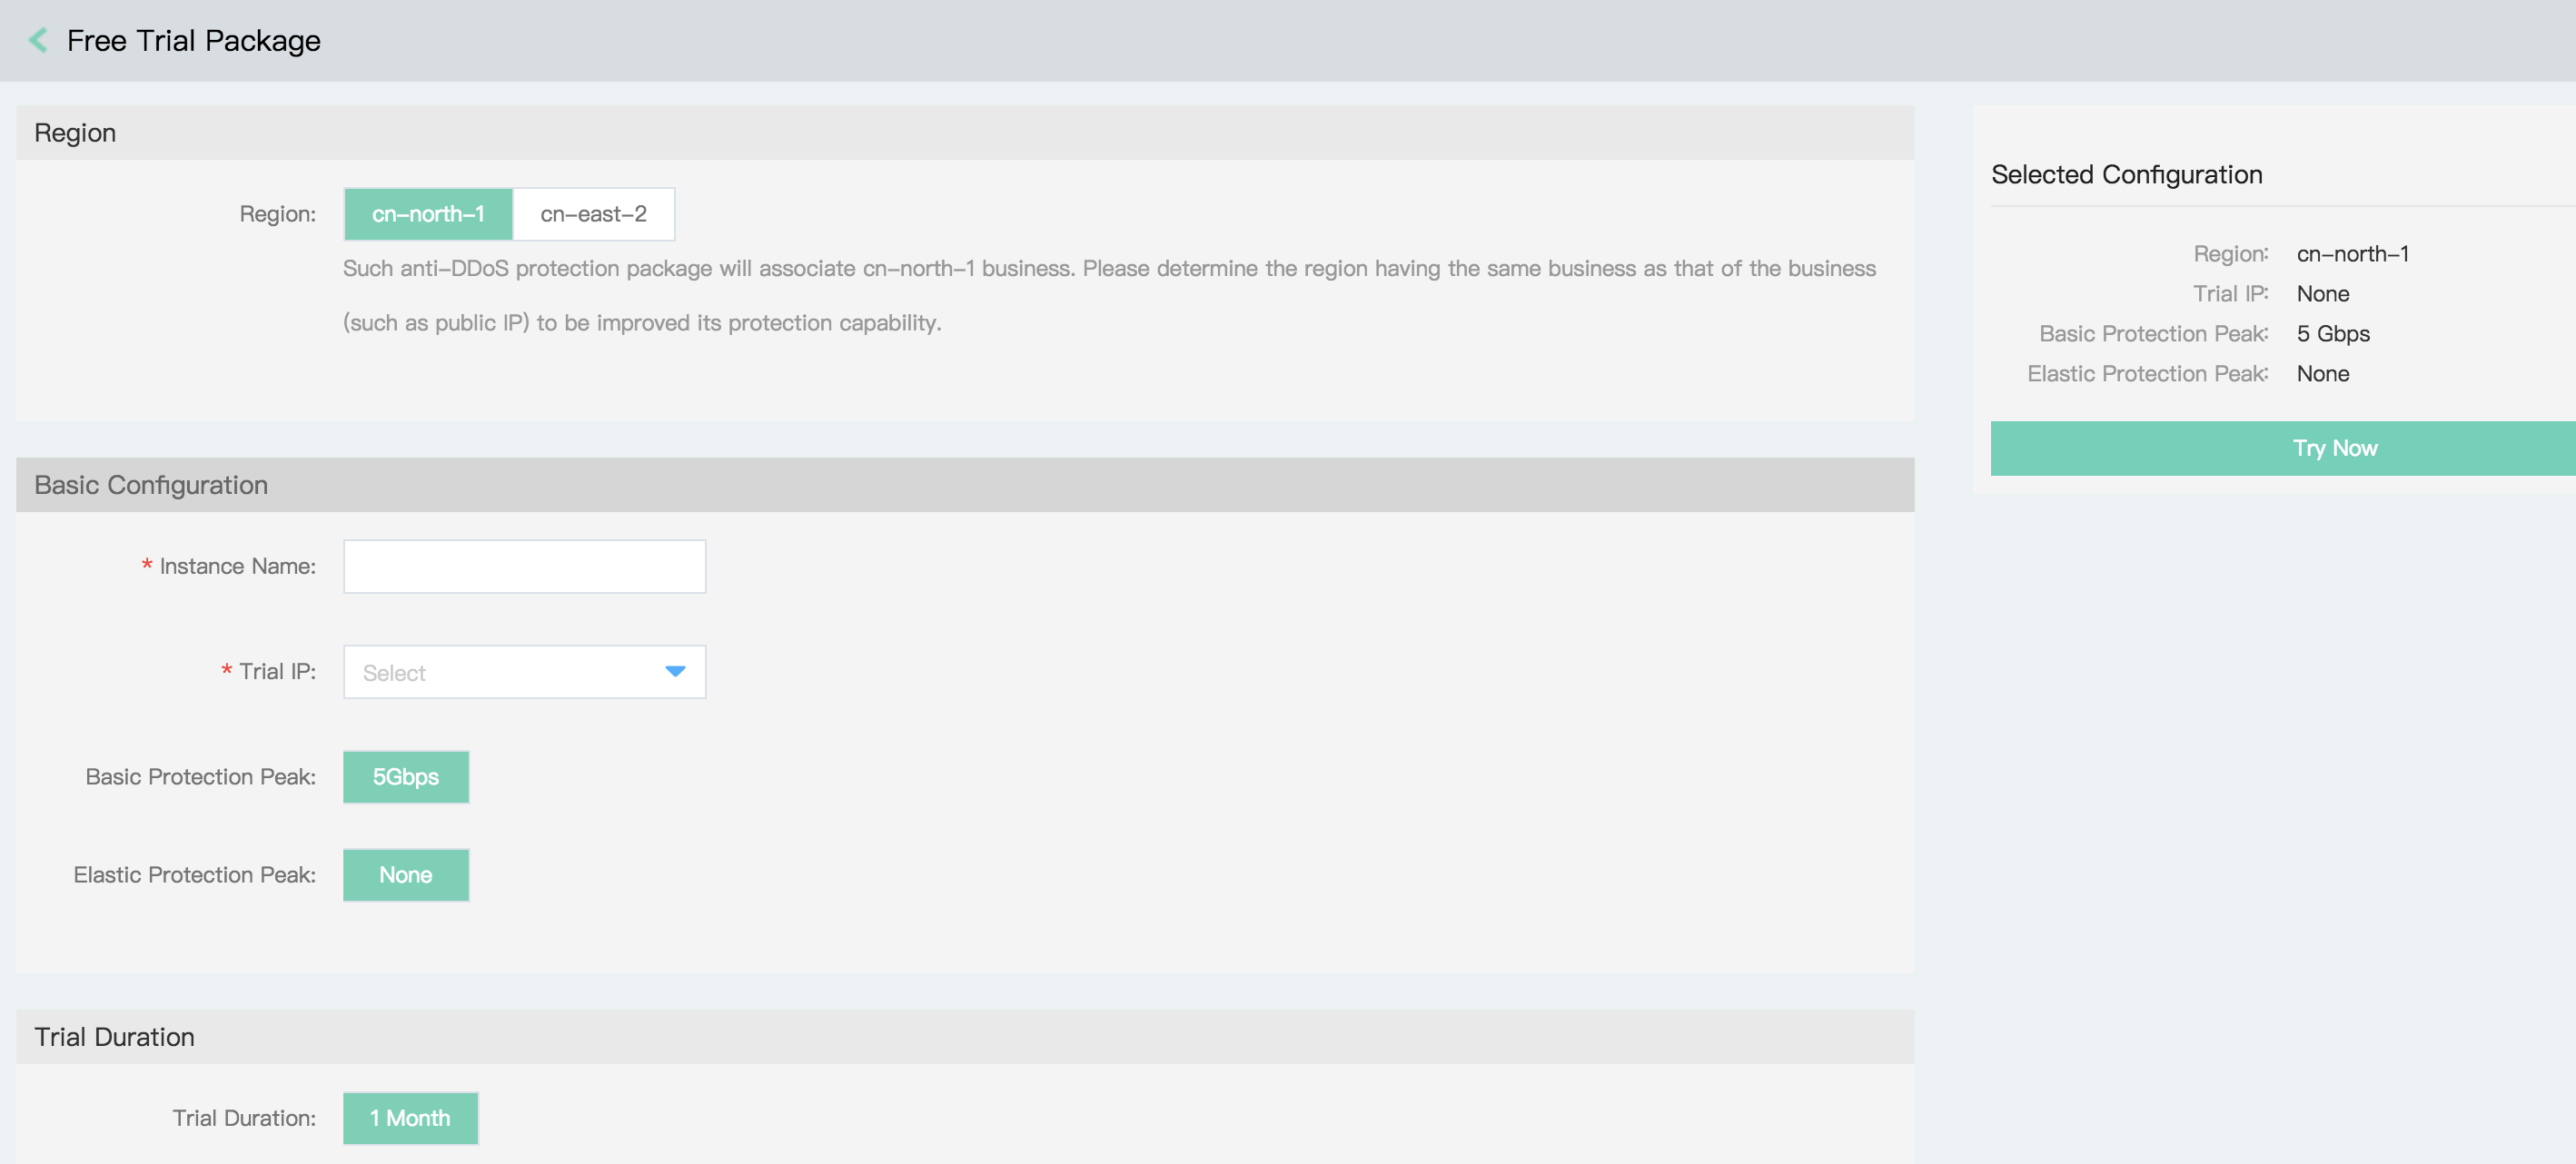 Free Trial Package
Region
Region: cn-north-1 cn-east-2
Such anti-DDoS protection package will associate cn-north-1 business. Please determine the region having the same business as that of the business
(such as public IP) to be improved its protection capability.
Basic Configuration
* Instance Name:
* Trial IP: Select
Basic Protection Peak: 5Gbps
Elastic Protection Peak: None
Trial Duration
Trial Duration: 1 Month
Selected Configuration
Region: cn-north-1
Trial IP: None
Basic Protection Peak: 5 Gbps
Elastic Protection Peak: None
Try Now